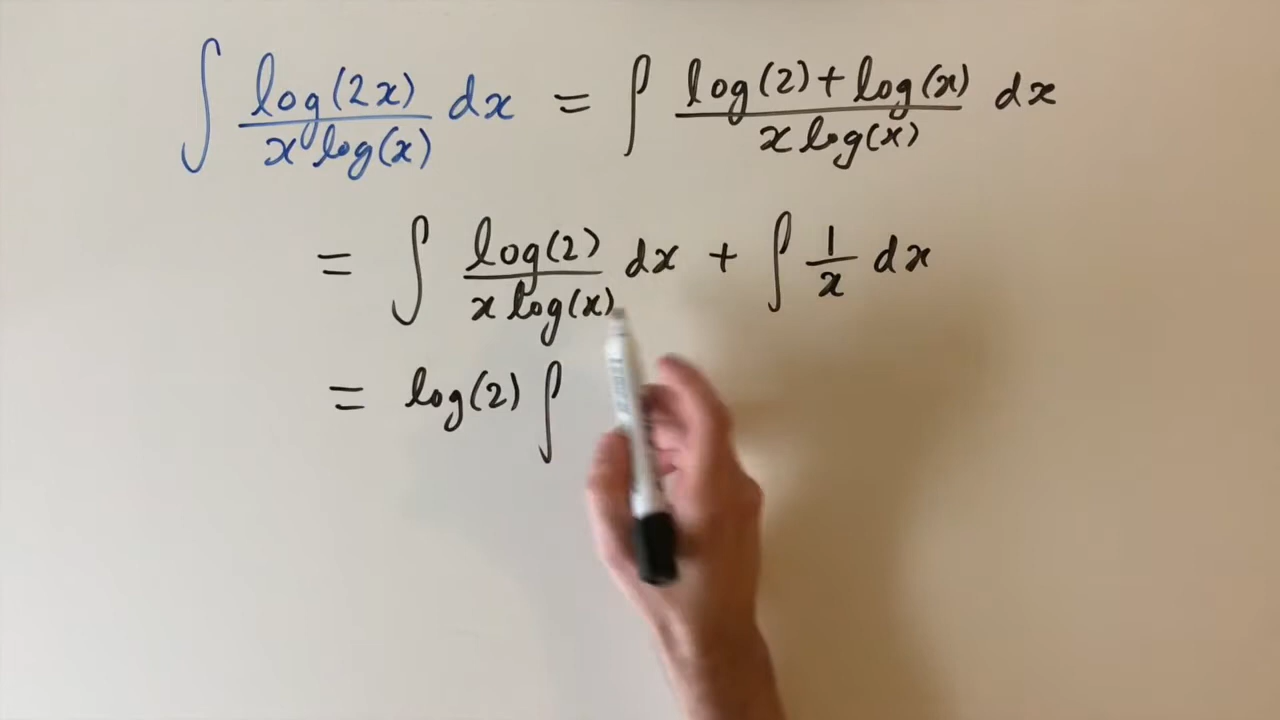 ∫ log(2x)/(x log(x)) dx = ∫ (log(2)+log(x))/(x log(x)) dx
= ∫ log(2)/(x log(x)) dx + ∫ 1/x dx
= log(2) ∫